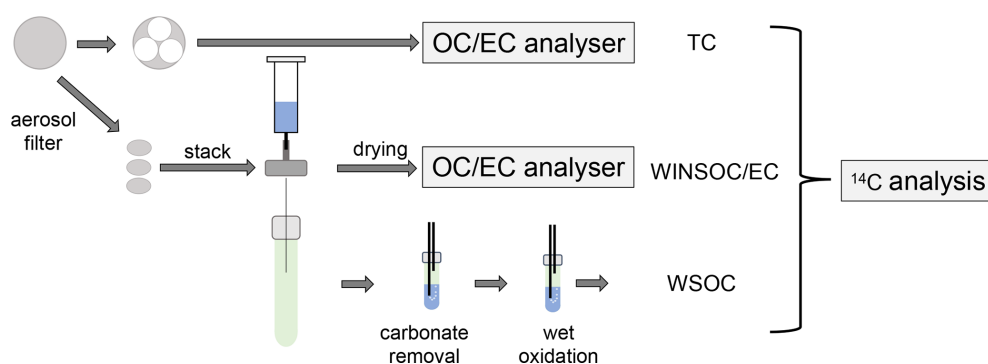 OC/EC analyser
TC
aerosol
filter
stack
drying
OC/EC analyser
WINSOC/EC
¹⁴C analysis
WSOC
carbonate
removal
wet
oxidation